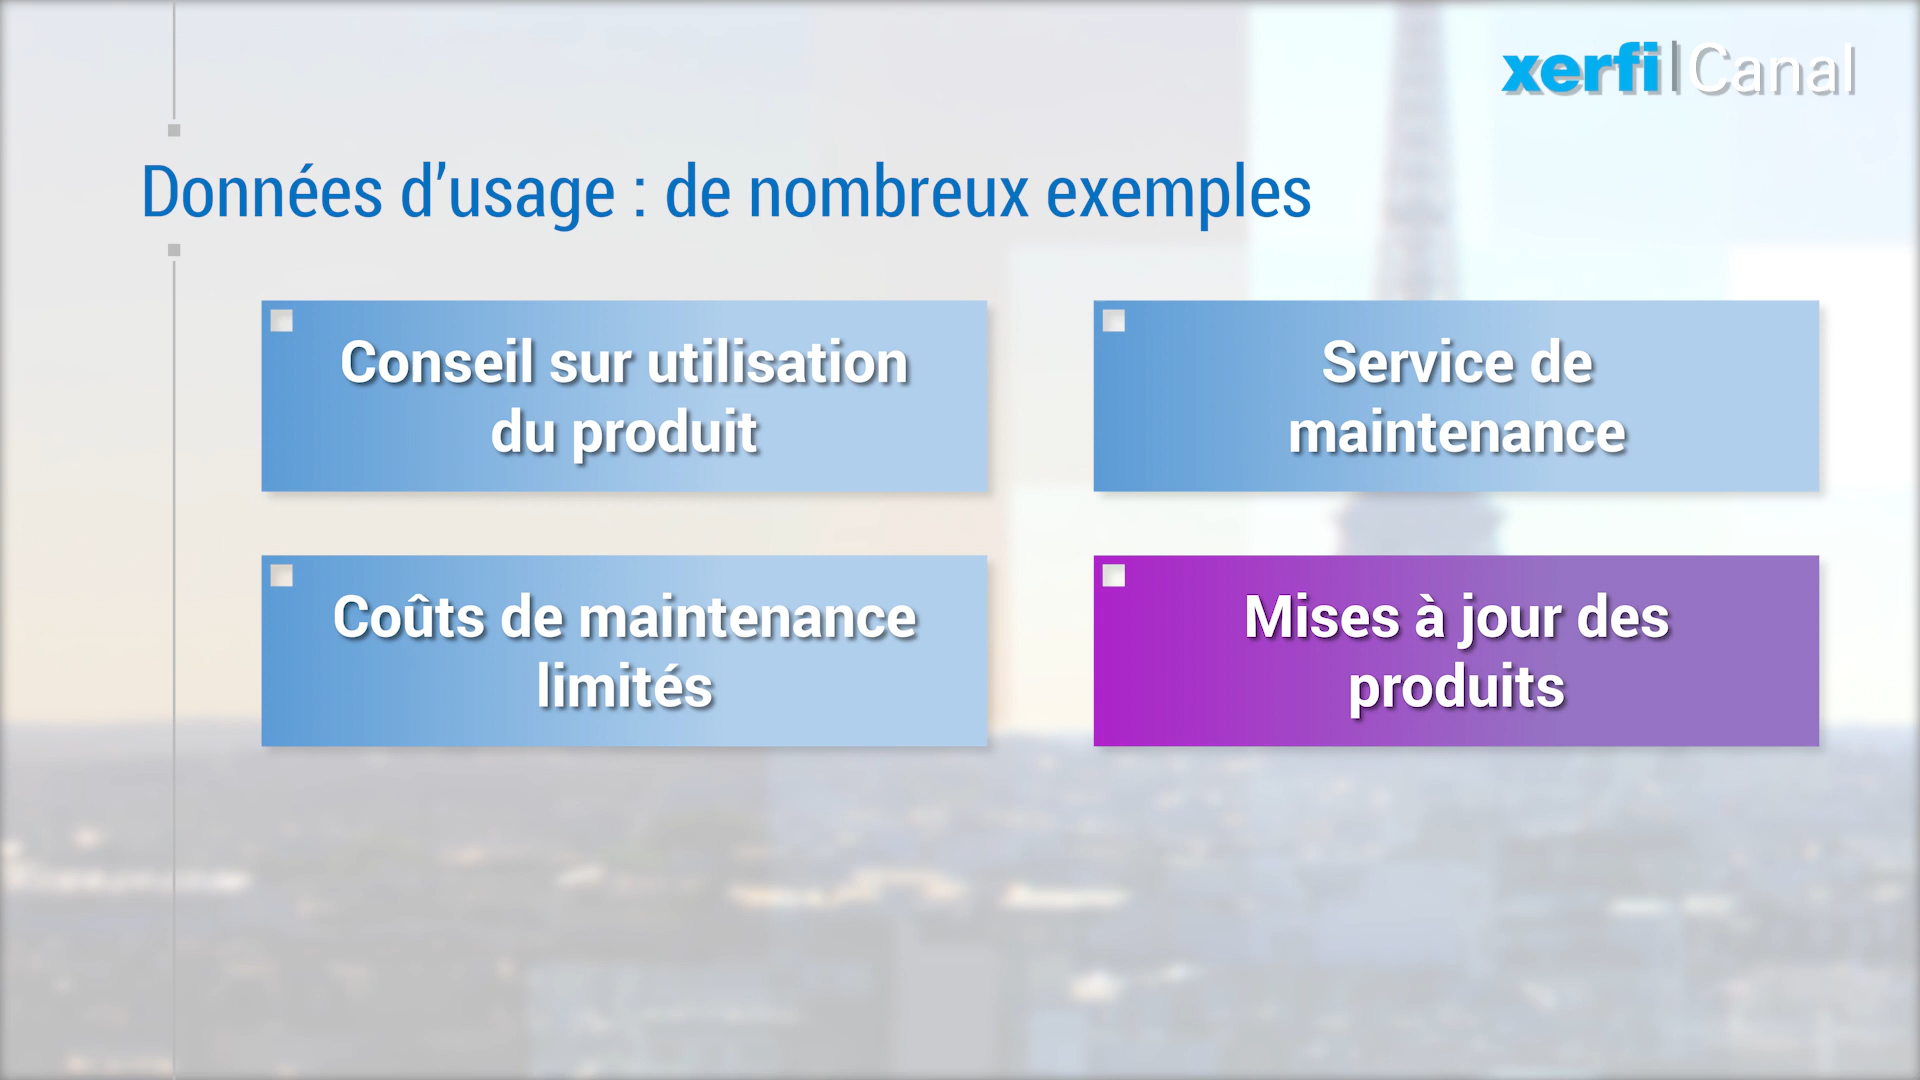 xerfi|Canal
Données d’usage : de nombreux exemples
Conseil sur utilisation
du produit
Service de
maintenance
Coûts de maintenance
limités
Mises à jour des
produits